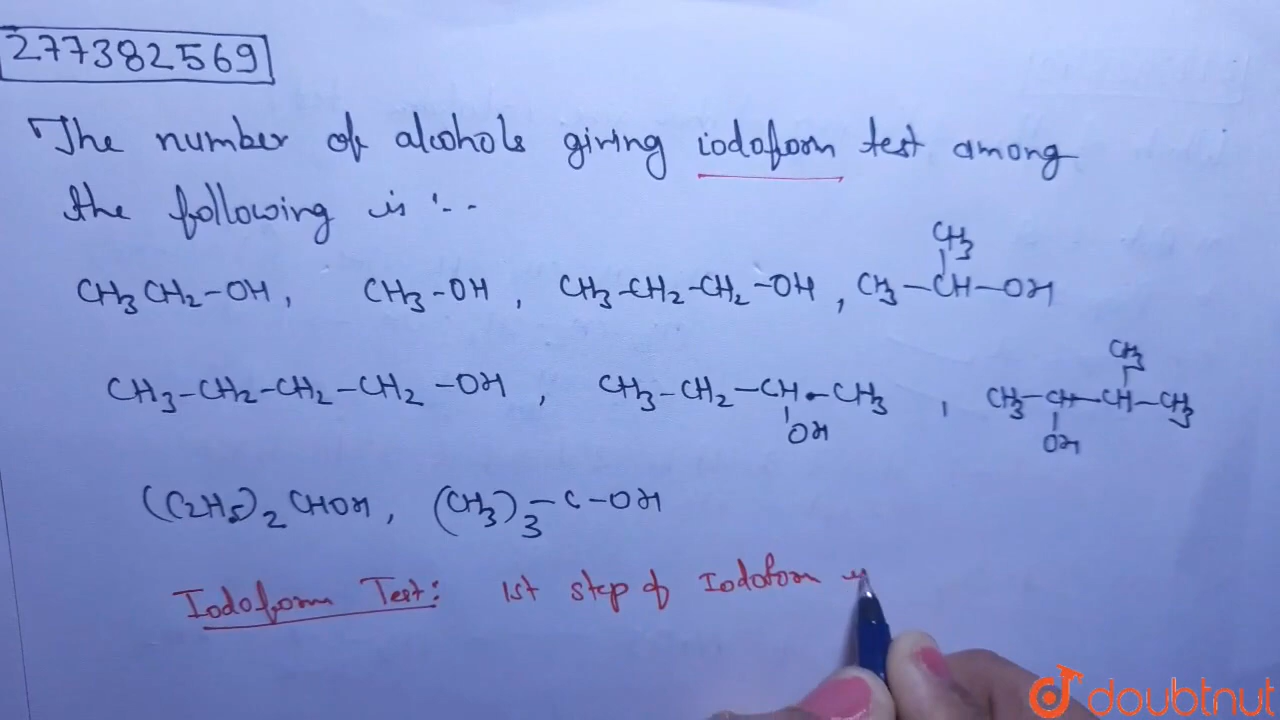 277382569
The number of alcohols giving iodoform test among
the following is :--
CH3CH2-OH, CH3-OH, CH3-CH2-CH2-OH, CH3-CH-OH
CH3
CH3-CH2-CH2-CH2-OH, CH3-CH2-CH-CH3, CH3-CH-CH-CH3
OH
OH
CH3
(C2H5)2 CHOH, (CH3)3-C-OH
Iodoform Test: 1st step of Iodoform
doubtnut